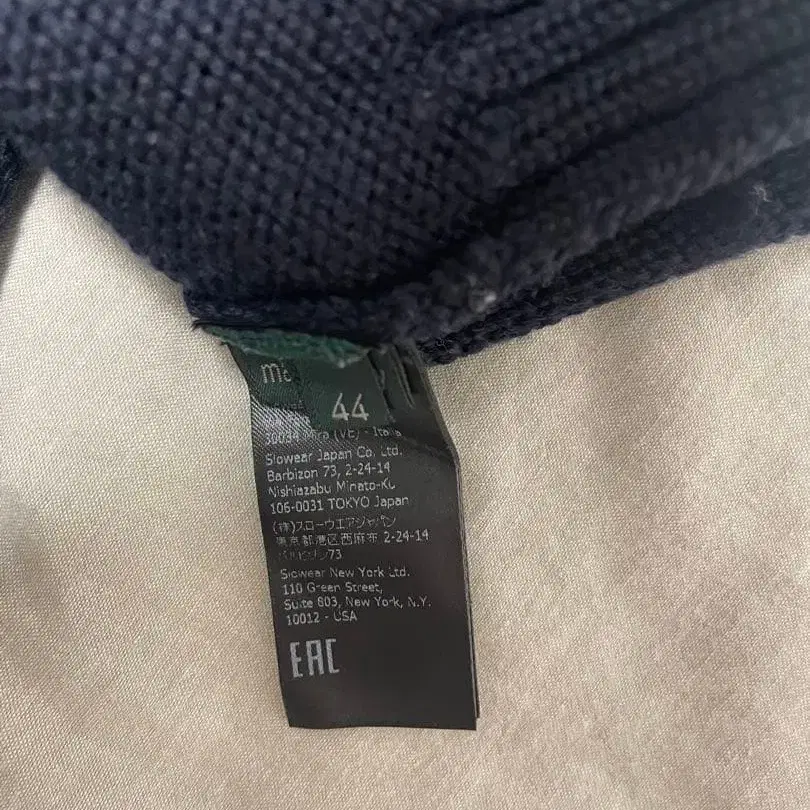 44
30034 Mira (VE) - Italia
Slowear Japan Co. Ltd.
Barbizon 73, 2-24-14
Nishiazabu Minato-Ku
106-0031 TOKYO Japan
(株)スローウエアジャパン
東京都港区西麻布 2-24-14
バルビゾン73
Slowear New York Ltd.
110 Green Street,
Suite 603, New York, N.Y.
10012 - USA
EAC